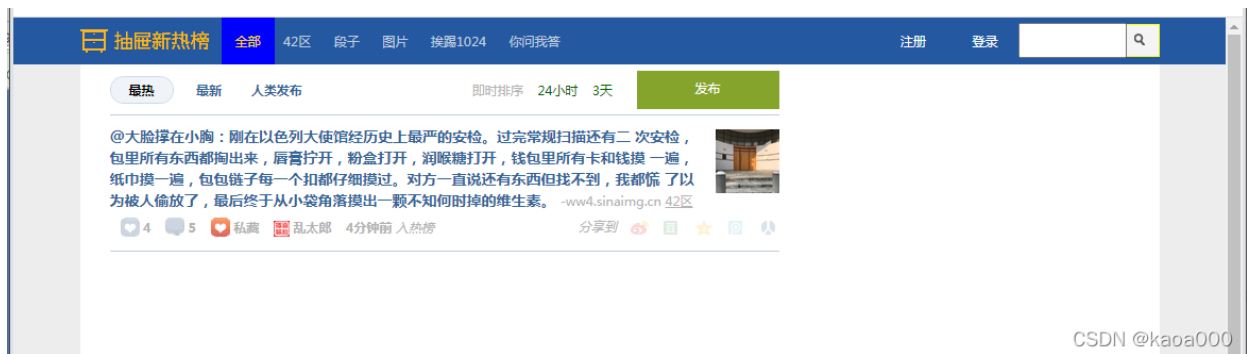 抽屉新热榜 全部 42区 段子 图片 挨踢1024 你问我答 注册 登录
最热 最新 人类发布 即时排序 24小时 3天 发布
@大脸撑在小胸：刚在以色列大使馆经历史上最严的安检。过完常规扫描还有二 次安检，
包里所有东西都掏出来，唇膏拧开，粉盒打开，润喉糖打开，钱包里所有卡和钱摸 一遍，
纸巾摸一遍，包包链子每一个扣都仔细摸过。对方一直说还有东西但找不到，我都慌 了以
为被人偷放了，最后终于从小袋角落摸出一颗不知何时掉的维生素。 -ww4.sinaimg.cn 42区
4 5 私藏 乱太郎 4分钟前 入热榜 分享到
CSDN @kaoa000